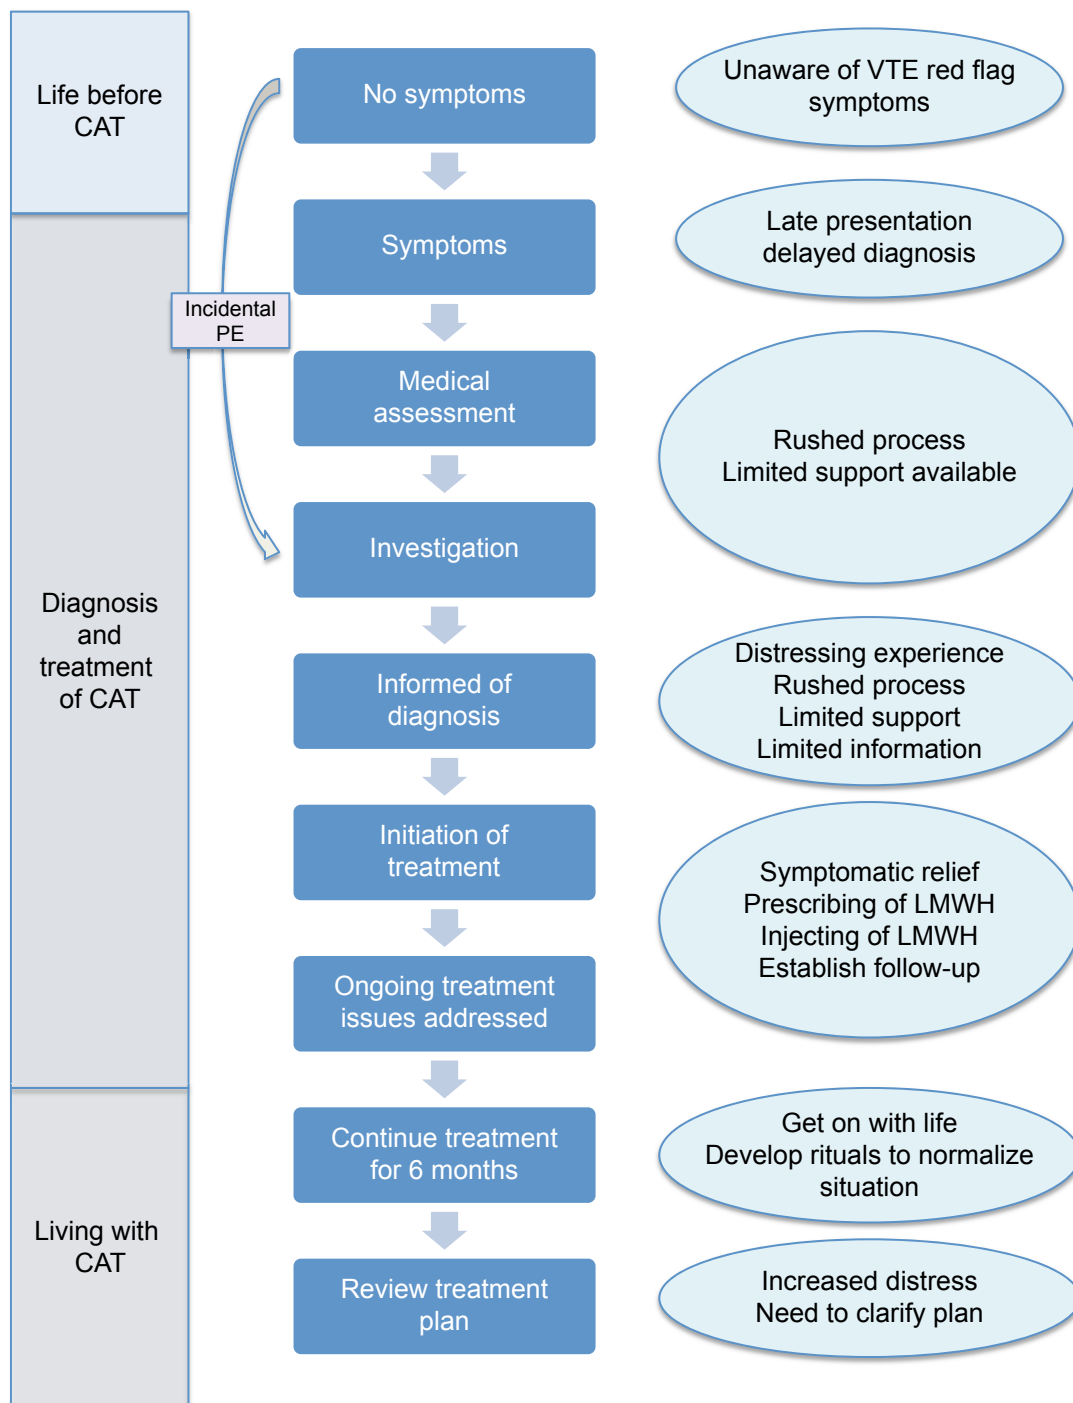 Life before
CAT
No symptoms
Unaware of VTE red flag
symptoms
Symptoms
Late presentation
delayed diagnosis
Incidental
PE
Medical
assessment
Rushed process
Limited support available
Investigation
Diagnosis
and
treatment
of CAT
Informed of
diagnosis
Distressing experience
Rushed process
Limited support
Limited information
Initiation of
treatment
Symptomatic relief
Prescribing of LMWH
Injecting of LMWH
Establish follow-up
Ongoing treatment
issues addressed
Continue treatment
for 6 months
Get on with life
Develop rituals to normalize
situation
Living with
CAT
Review treatment
plan
Increased distress
Need to clarify plan